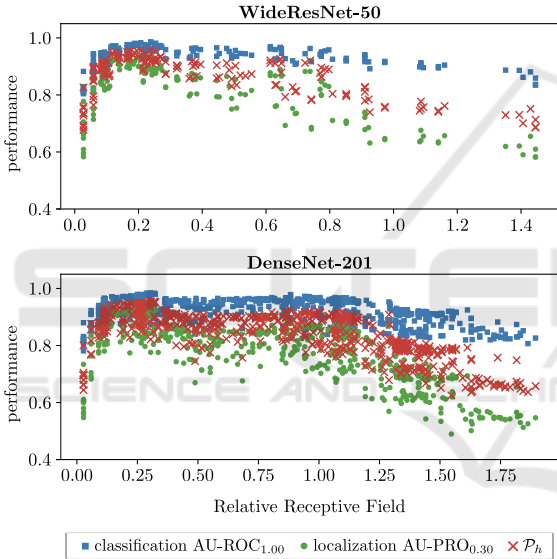 WideResNet-50
performance
1.0
0.8
0.6
0.4
0.0 0.2 0.4 0.6 0.8 1.0 1.2 1.4
DenseNet-201
performance
1.0
0.8
0.6
0.4
0.00 0.25 0.50 0.75 1.00 1.25 1.50 1.75
Relative Receptive Field
classification AU-ROC1.00 localization AU-PRO0.30 𝒫h